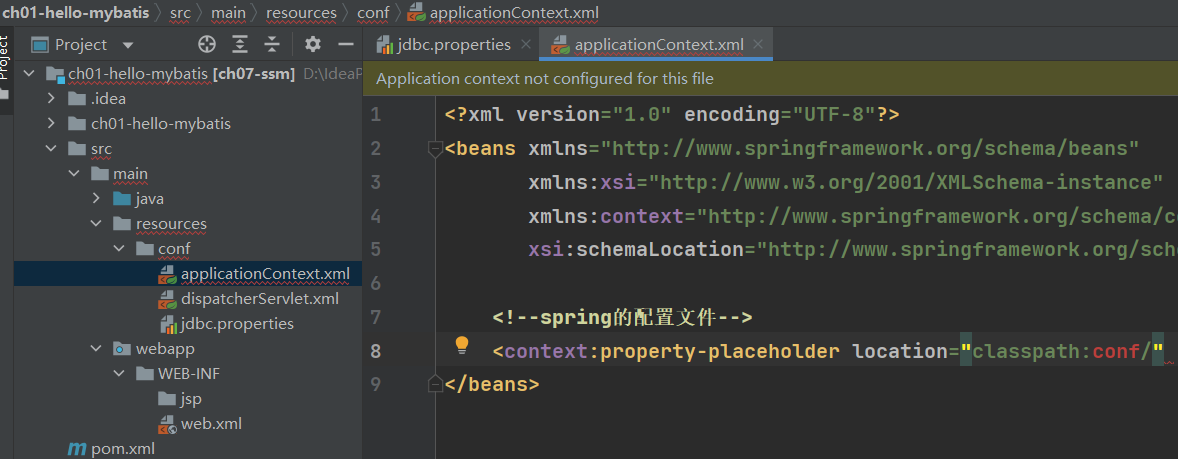 ch01-hello-mybatis › src › main › resources › conf › applicationContext.xml
Project
Project
jdbc.properties
applicationContext.xml
ch01-hello-mybatis [ch07-ssm] D:\IdeaP
Application context not configured for this file
.idea
ch01-hello-mybatis
src
main
java
resources
conf
applicationContext.xml
dispatcherServlet.xml
jdbc.properties
webapp
WEB-INF
jsp
web.xml
pom.xml
1 <?xml version="1.0" encoding="UTF-8"?>
2 <beans xmlns="http://www.springframework.org/schema/beans"
3 xmlns:xsi="http://www.w3.org/2001/XMLSchema-instance"
4 xmlns:context="http://www.springframework.org/schema/co
5 xsi:schemaLocation="http://www.springframework.org/sche
6
7 <!--spring的配置文件-->
8 <context:property-placeholder location="classpath:conf/"
9 </beans>